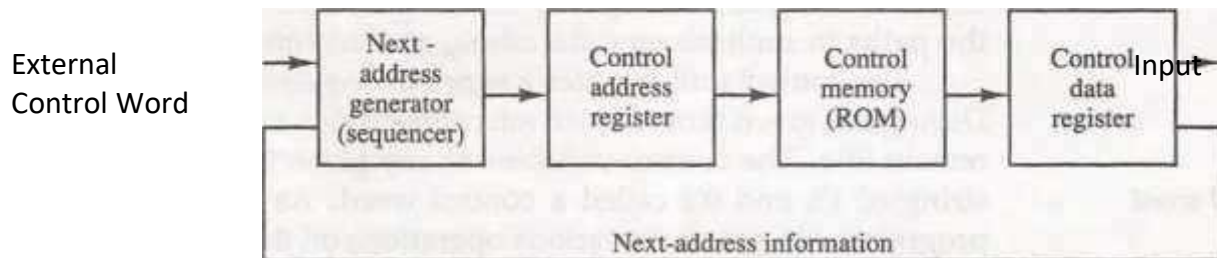 External
Control Word
Next -
address
generator
(sequencer)
Control
address
register
Control
memory
(ROM)
Control
data
register
Input
Next-address information